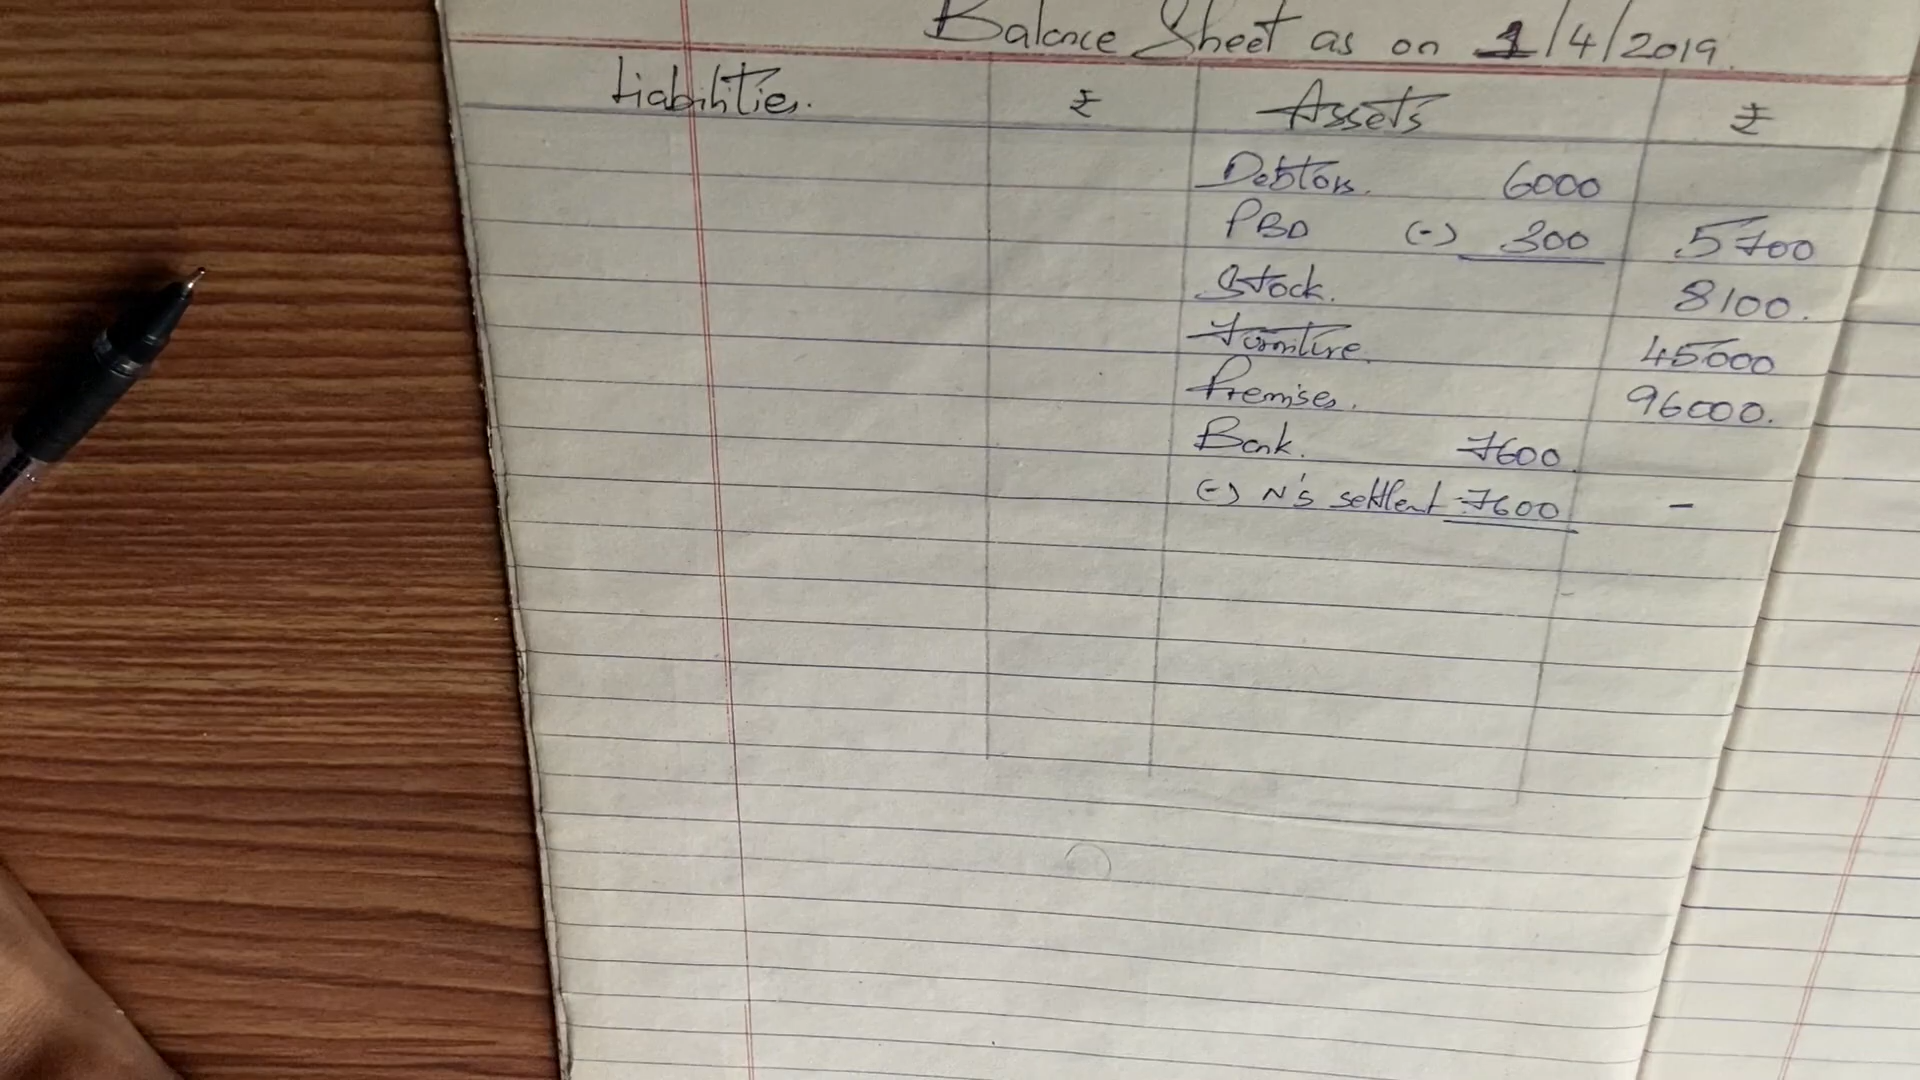 Balance Sheet as on 1/4/2019.
Liabilities. ₹ Assets ₹
Debtors. 6000
PBD (-) 300 5700
Stock. 8100.
Furniture. 45000
Premises. 96000.
Bank. 7600
(-) N's settlent 7600 -